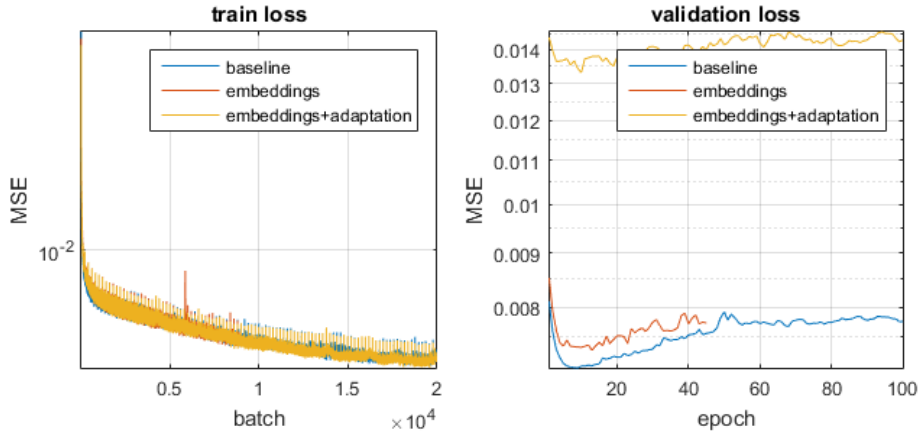 train loss
MSE
10-2
baseline
embeddings
embeddings+adaptation
0.5 1 1.5 2
batch
× 10^4
validation loss
MSE
0.014
0.013
0.012
0.011
0.01
0.009
0.008
baseline
embeddings
embeddings+adaptation
20 40 60 80 100
epoch